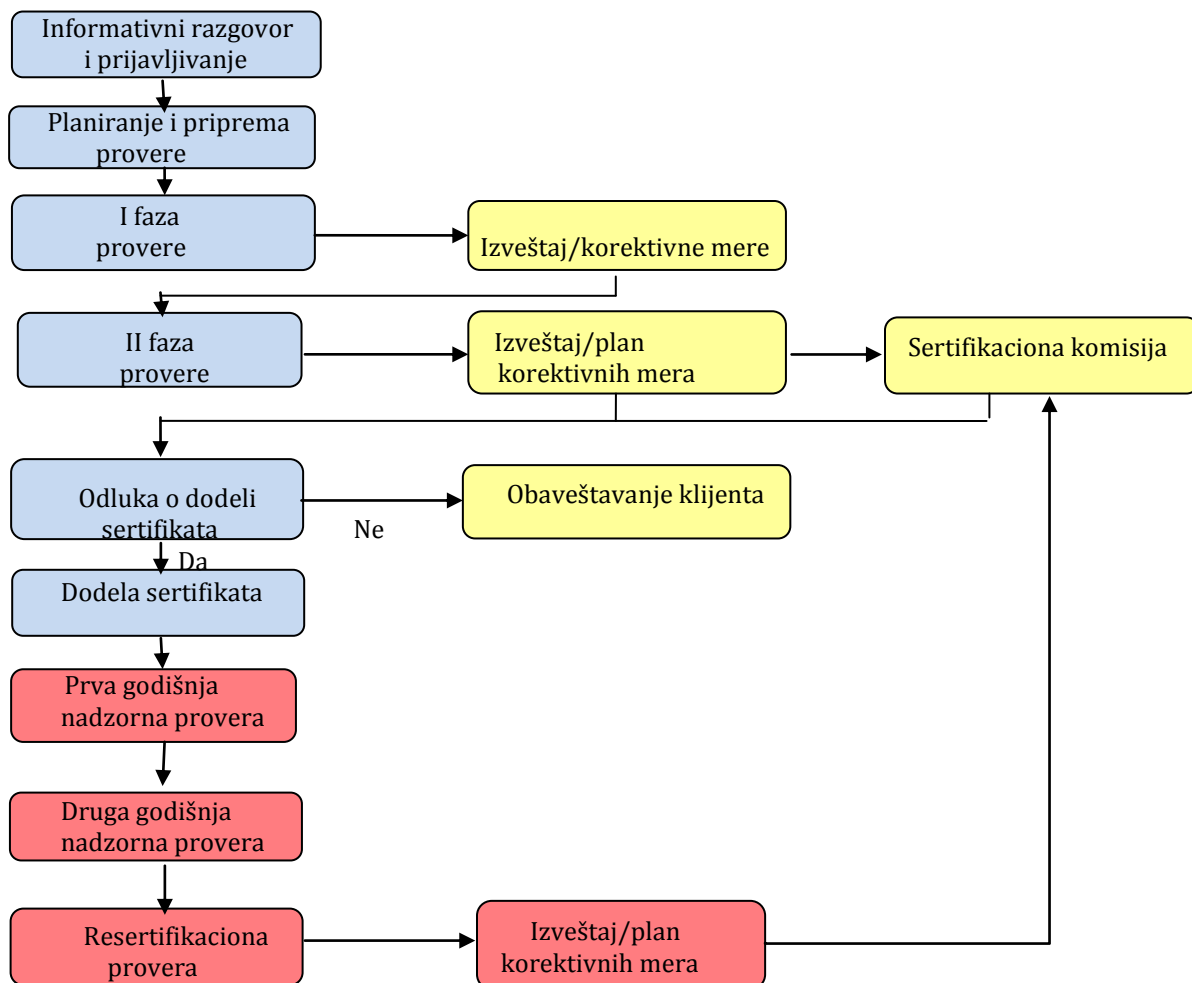 Informativni razgovor
i prijavljivanje
Planiranje i priprema
provere
I faza
provere
Izveštaj/korektivne mere
II faza
provere
Izveštaj/plan
korektivnih mera
Sertifikaciona komisija
Odluka o dodeli
sertifikata
Ne
Obaveštavanje klijenta
Da
Dodela sertifikata
Prva godišnja
nadzorna provera
Druga godišnja
nadzorna provera
Resertifikaciona
provera
Izveštaj/plan
korektivnih mera